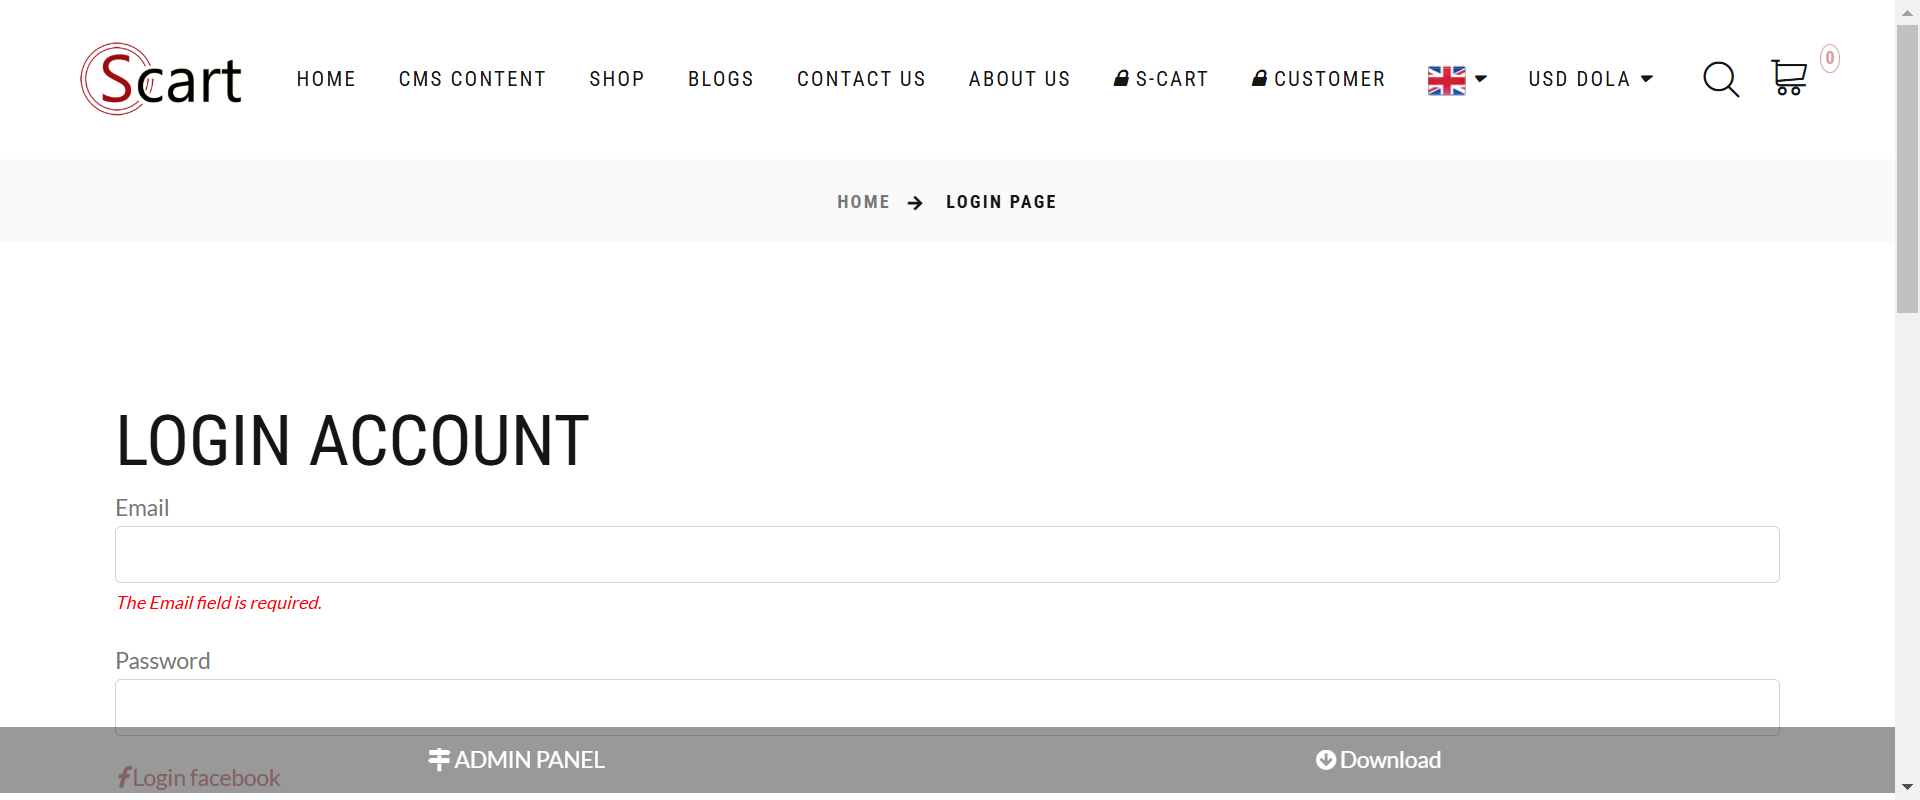 Scart
HOME CMS CONTENT SHOP BLOGS CONTACT US ABOUT US S-CART CUSTOMER USD DOLA 0
HOME LOGIN PAGE
LOGIN ACCOUNT
Email
The Email field is required.
Password
ADMIN PANEL Download
Login facebook